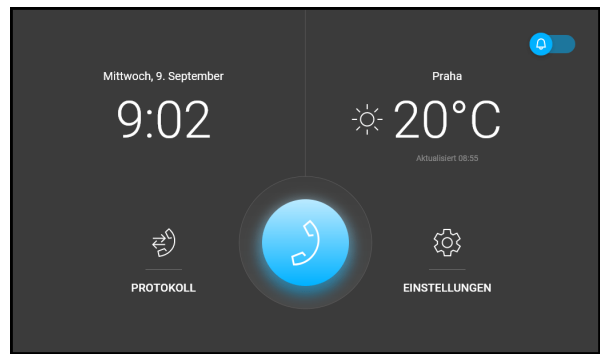 Mittwoch, 9. September
9:02
Praha
20°C
Aktualisiert 08:55
PROTOKOLL
EINSTELLUNGEN